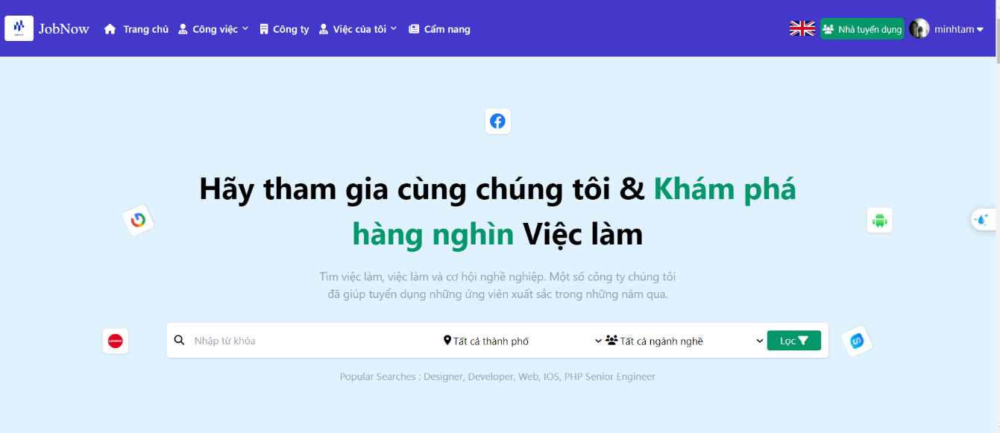 JobNow Trang chủ Công việc Công ty Việc của tôi Cẩm nang Nhà tuyển dụng minhtam
Hãy tham gia cùng chúng tôi & Khám phá
hàng nghìn Việc làm
Tìm việc làm, việc làm và cơ hội nghề nghiệp. Một số công ty chúng tôi
đã giúp tuyển dụng những ứng viên xuất sắc trong những năm qua.
Lenovo
Nhập từ khóa Tất cả thành phố Tất cả ngành nghề Lọc
Popular Searches : Designer, Developer, Web, IOS, PHP Senior Engineer